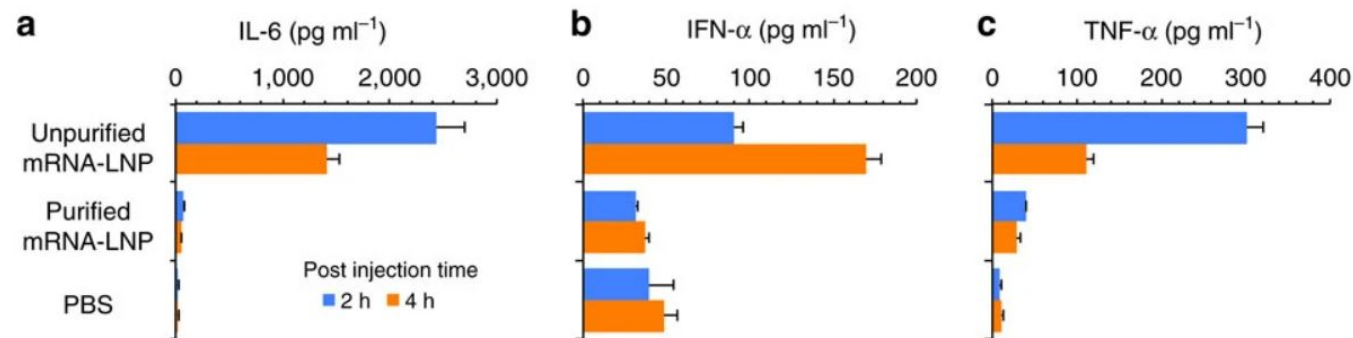 a IL-6 (pg ml⁻¹)
0 1,000 2,000 3,000
b IFN-α (pg ml⁻¹)
0 50 100 150 200
c TNF-α (pg ml⁻¹)
0 100 200 300 400
Unpurified
mRNA-LNP
Purified
mRNA-LNP
PBS
Post injection time
2 h 4 h